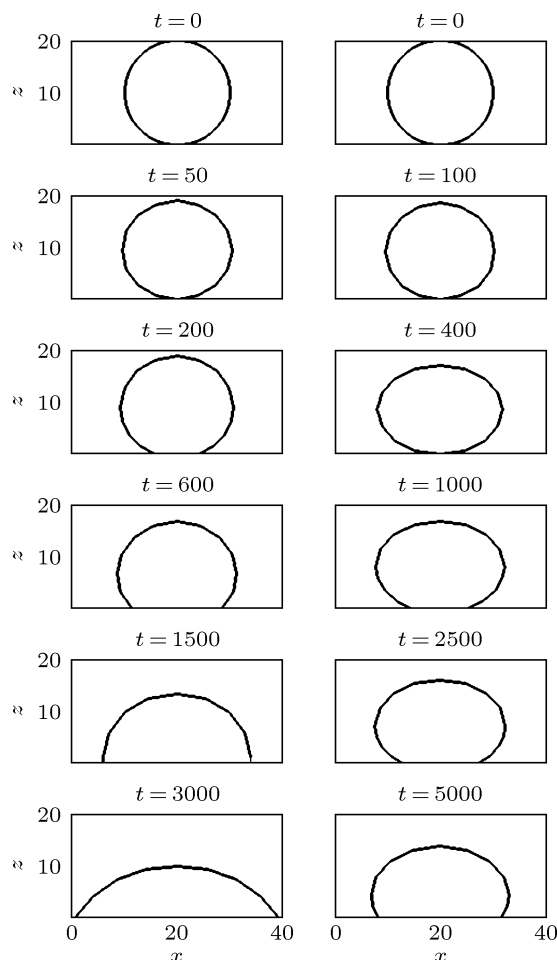 t = 0 t = 0
20
z 10
t = 50 t = 100
20
z 10
t = 200 t = 400
20
z 10
t = 600 t = 1000
20
z 10
t = 1500 t = 2500
20
z 10
t = 3000 t = 5000
20
z 10
0 20 40 0 20 40
x x